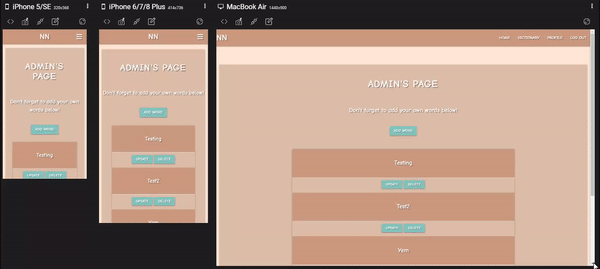 iPhone 5/SE 320x568
NN
ADMIN'S
PAGE
Don't forget to add your own
words below!
ADD WORD
Testing
UPDATE DELETE
iPhone 6/7/8 Plus 414x736
NN
ADMIN'S PAGE
Don't forget to add your own words below!
ADD WORD
Testing
UPDATE DELETE
Test2
UPDATE DELETE
MacBook Air 1440x900
NN
HOME DICTIONARY PROFILE LOG OUT
ADMIN'S PAGE
Don't forget to add your own words below!
ADD WORD
Testing
UPDATE DELETE
Test2
UPDATE DELETE